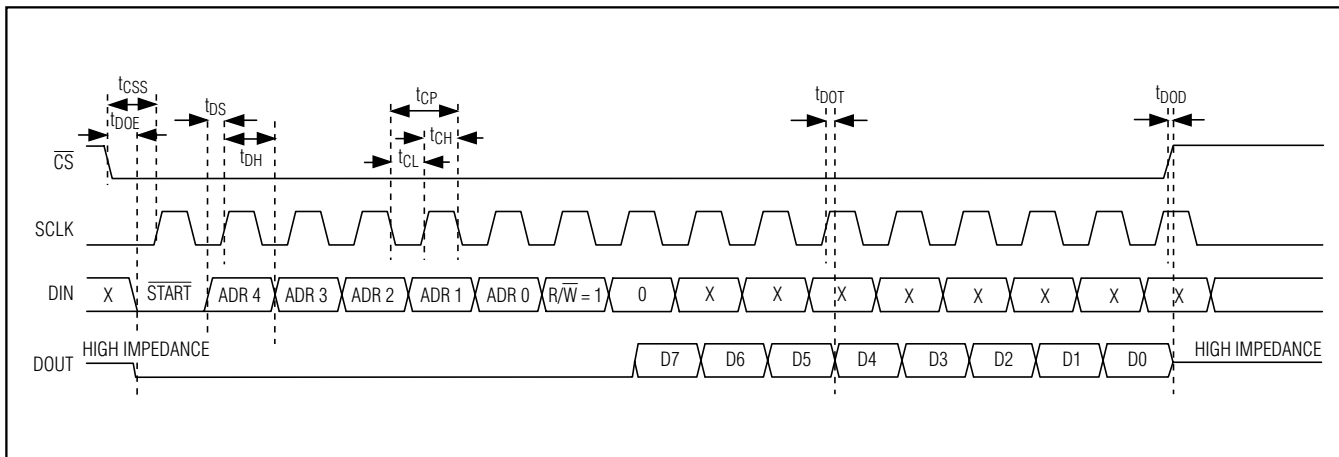 tCSS
tDOE
tDS
tDH
tCP
tCH
tCL
tDOT
tDOD
CS
SCLK
DIN X START ADR 4 ADR 3 ADR 2 ADR 1 ADR 0 R/W = 1 0 X X X X X X X X
DOUT HIGH IMPEDANCE D7 D6 D5 D4 D3 D2 D1 D0 HIGH IMPEDANCE